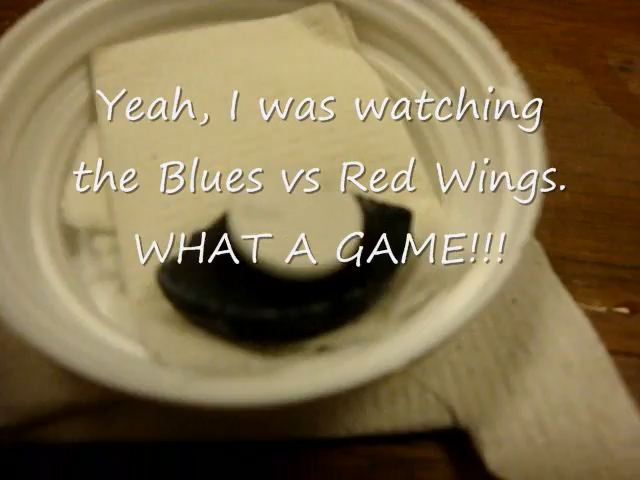 Yeah, I was watching
the Blues vs Red Wings.
WHAT A GAME!!!